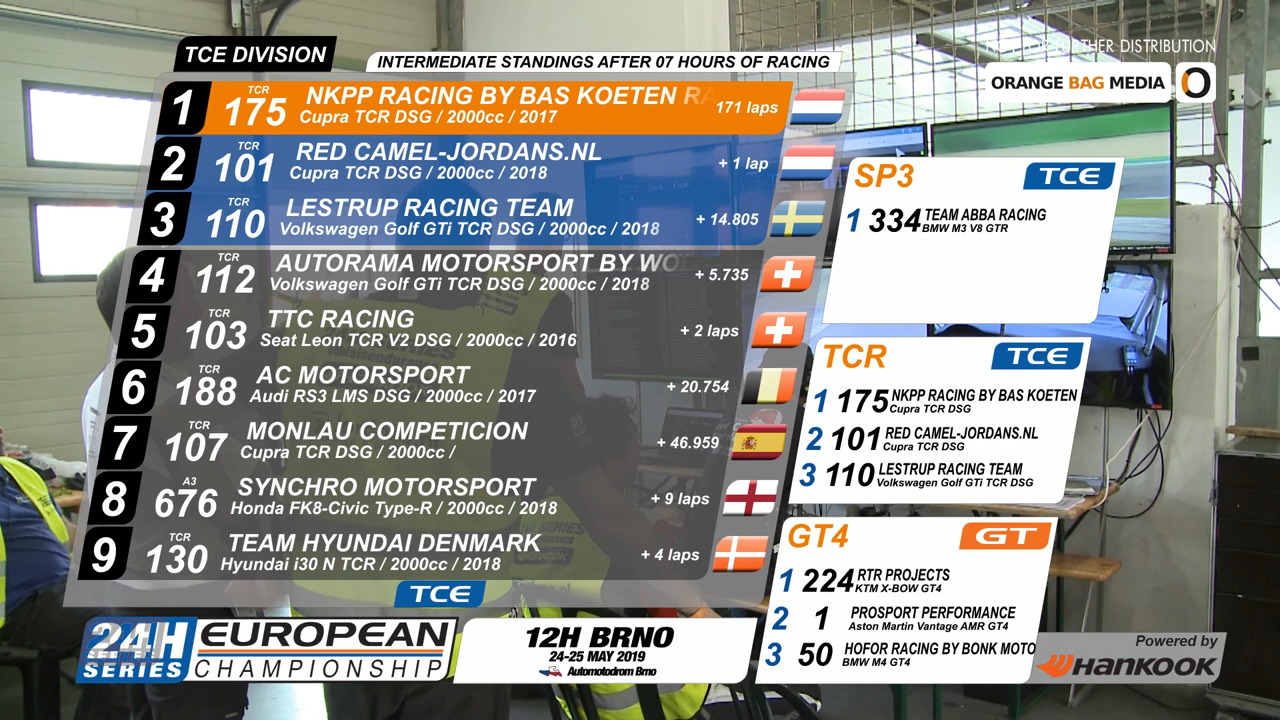 TCE DIVISION
INTERMEDIATE STANDINGS AFTER 07 HOURS OF RACING
FURTHER DISTRIBUTION
ORANGE BAG MEDIA
1 TCR 175 NKPP RACING BY BAS KOETEN 171 laps
Cupra TCR DSG / 2000cc / 2017
2 TCR 101 RED CAMEL-JORDANS.NL + 1 lap
Cupra TCR DSG / 2000cc / 2018
3 TCR 110 LESTRUP RACING TEAM + 14.805
Volkswagen Golf GTi TCR DSG / 2000cc / 2018
4 TCR 112 AUTORAMA MOTORSPORT BY + 5.735
Volkswagen Golf GTi TCR DSG / 2000cc / 2018
5 TCR 103 TTC RACING + 2 laps
Seat Leon TCR V2 DSG / 2000cc / 2016
6 TCR 188 AC MOTORSPORT + 20.754
Audi RS3 LMS DSG / 2000cc / 2017
7 TCR 107 MONLAU COMPETICION + 46.959
Cupra TCR DSG / 2000cc /
8 A3 676 SYNCHRO MOTORSPORT + 9 laps
Honda FK8-Civic Type-R / 2000cc / 2018
9 TCR 130 TEAM HYUNDAI DENMARK + 4 laps
Hyundai i30 N TCR / 2000cc / 2018
TCE
SP3 TCE
1 334 TEAM ABBA RACING
BMW M3 V8 GTR
TCR TCE
1 175 NKPP RACING BY BAS KOETEN
Cupra TCR DSG
2 101 RED CAMEL-JORDANS.NL
Cupra TCR DSG
3 110 LESTRUP RACING TEAM
Volkswagen Golf GTi TCR DSG
GT4 GT
1 224 RTR PROJECTS
KTM X-BOW GT4
2 1 PROSPORT PERFORMANCE
Aston Martin Vantage AMR GT4
3 50 HOFOR RACING BY BONK MOTO
BMW M4 GT4
24H SERIES
EUROPEAN
CHAMPIONSHIP
12H BRNO
24-25 MAY 2019
Automotodrom Brno
Powered by
HANKOOK